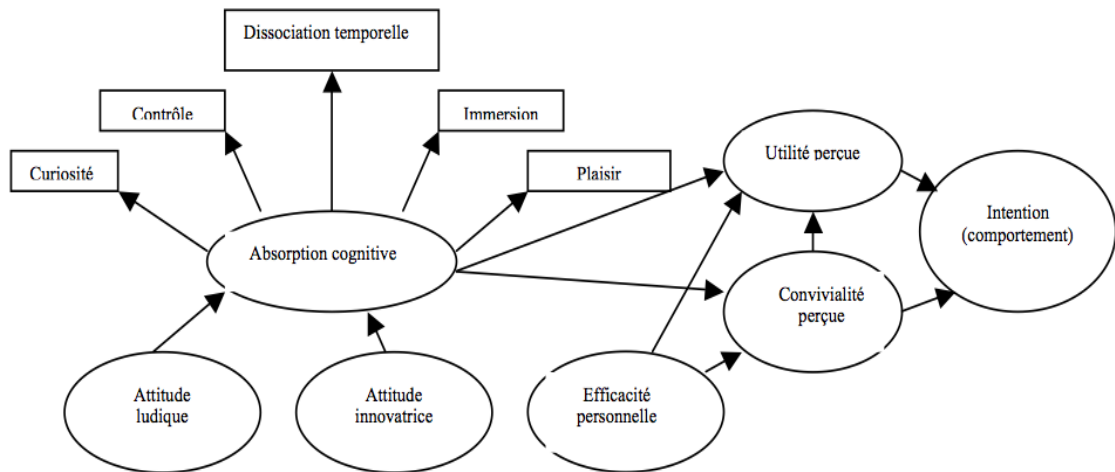 Dissociation temporelle
Contrôle
Immersion
Curiosité
Plaisir
Utilité perçue
Absorption cognitive
Intention
(comportement)
Convivialité
perçue
Attitude
ludique
Attitude
innovatrice
Efficacité
personnelle